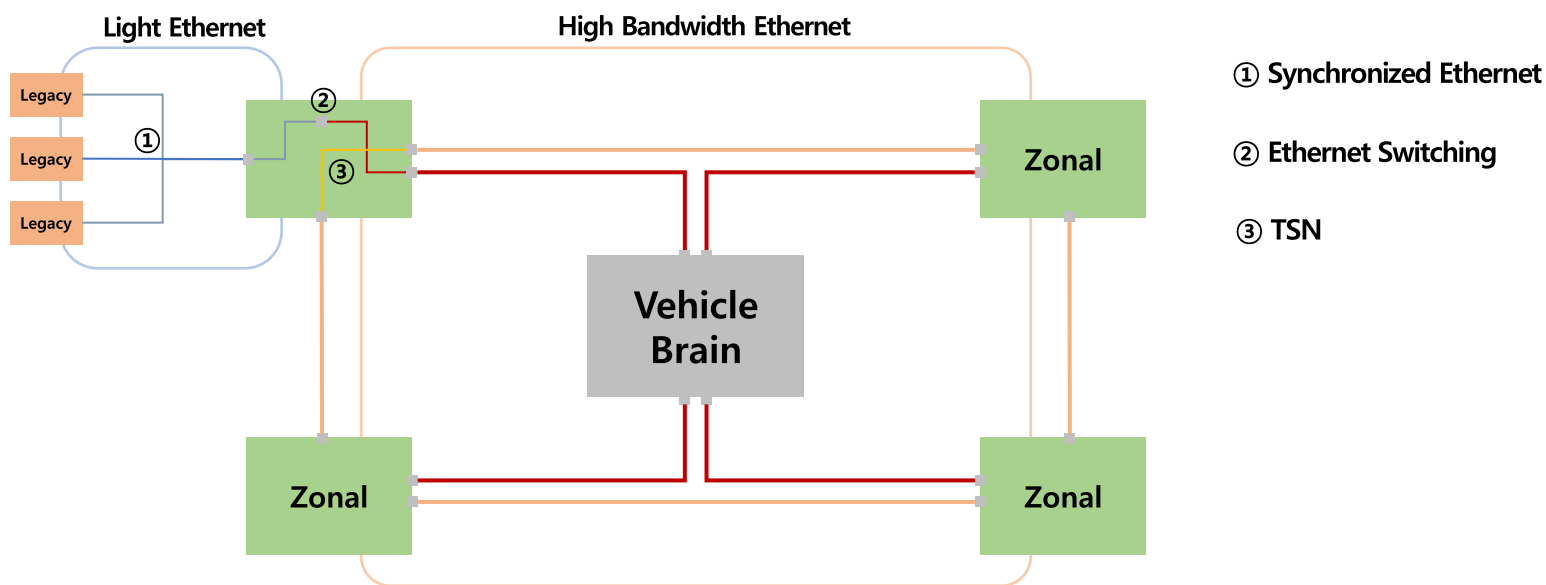 Light Ethernet
High Bandwidth Ethernet
Legacy
Legacy
Legacy
①
②
③
Zonal
Vehicle
Brain
Zonal
Zonal
① Synchronized Ethernet
② Ethernet Switching
③ TSN